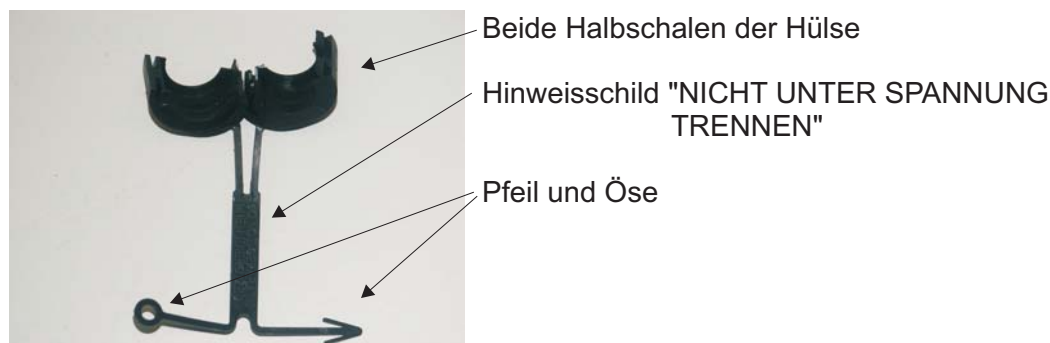 Beide Halbschalen der Hülse
Hinweisschild "NICHT UNTER SPANNUNG
TRENNEN"
Pfeil und Öse